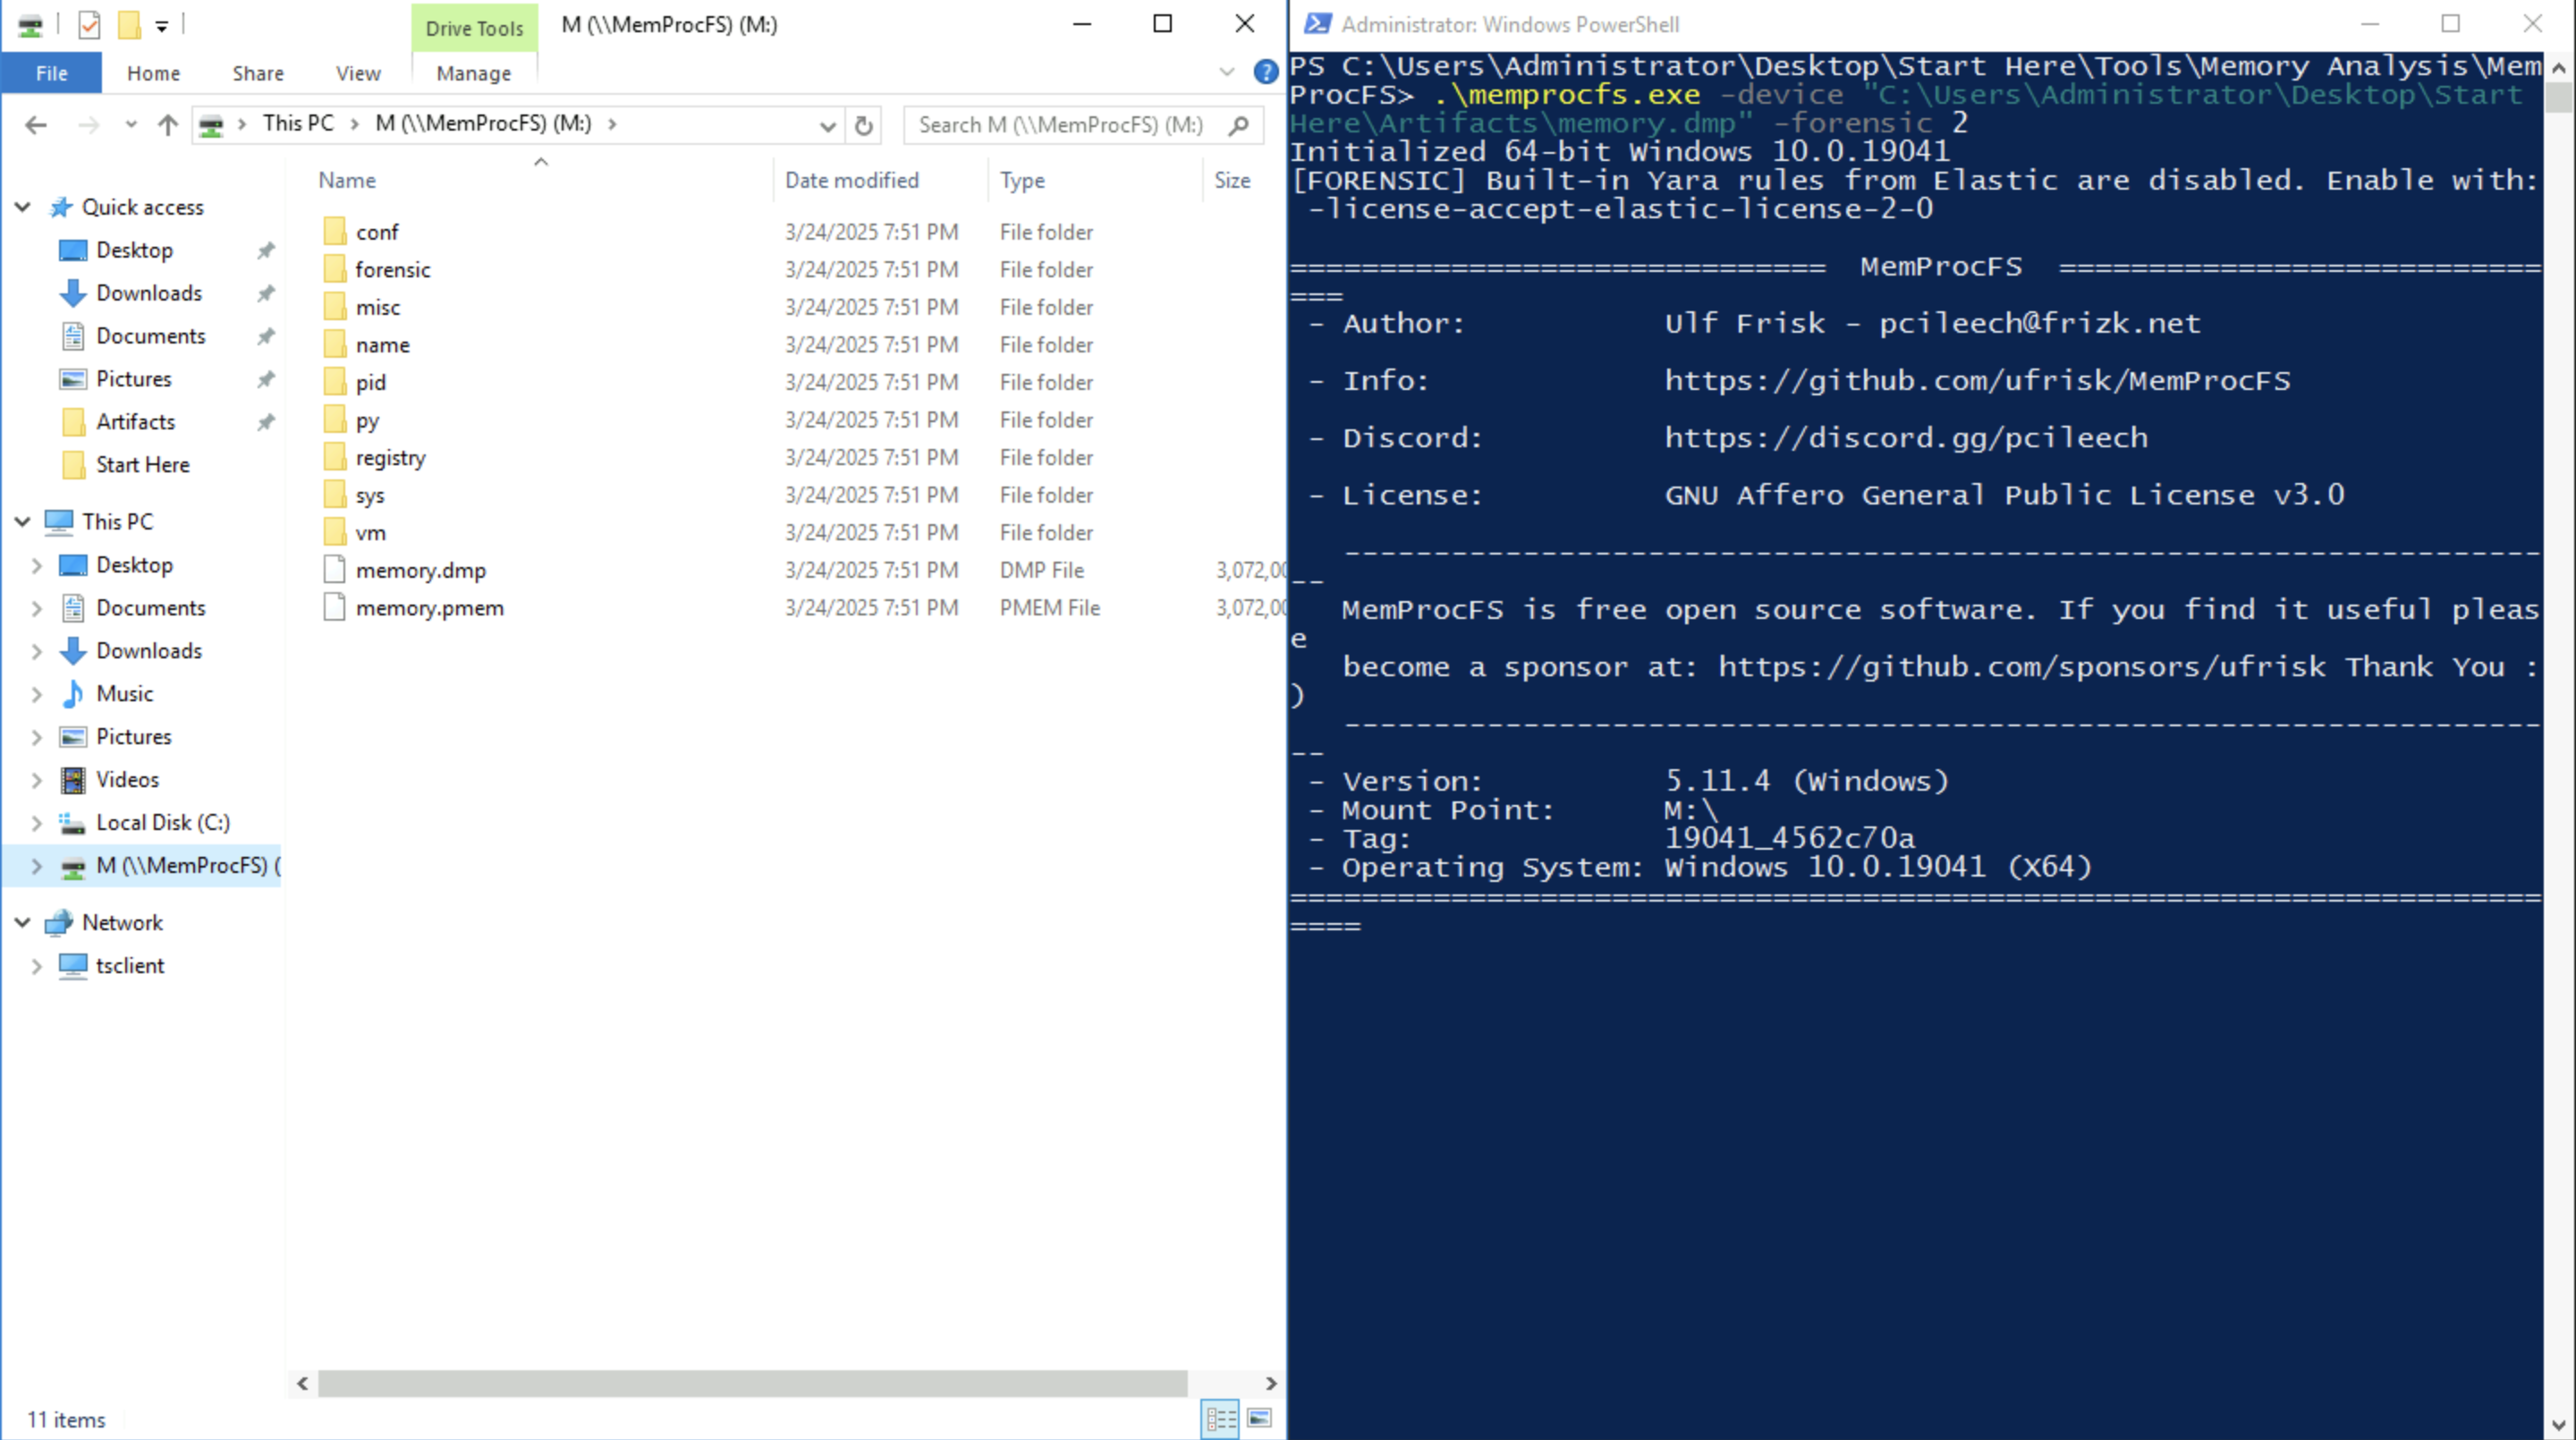 Drive Tools
M (\\MemProcFS) (M:)
File Home Share View Manage
This PC M (\\MemProcFS) (M:)
Search M (\\MemProcFS) (M:)
Name Date modified Type Size
Quick access
Desktop
Downloads
Documents
Pictures
Artifacts
Start Here
This PC
Desktop
Documents
Downloads
Music
Pictures
Videos
Local Disk (C:)
M (\\MemProcFS) (
Network
tsclient
conf 3/24/2025 7:51 PM File folder
forensic 3/24/2025 7:51 PM File folder
misc 3/24/2025 7:51 PM File folder
name 3/24/2025 7:51 PM File folder
pid 3/24/2025 7:51 PM File folder
py 3/24/2025 7:51 PM File folder
registry 3/24/2025 7:51 PM File folder
sys 3/24/2025 7:51 PM File folder
vm 3/24/2025 7:51 PM File folder
memory.dmp 3/24/2025 7:51 PM DMP File 3,072,00
memory.pmem 3/24/2025 7:51 PM PMEM File 3,072,00
11 items
Administrator: Windows PowerShell
PS C:\Users\Administrator\Desktop\Start Here\Tools\Memory Analysis\Mem
ProcFS> .\memprocfs.exe -device "C:\Users\Administrator\Desktop\Start
Here\Artifacts\memory.dmp" -forensic 2
Initialized 64-bit Windows 10.0.19041
[FORENSIC] Built-in Yara rules from Elastic are disabled. Enable with:
-license-accept-elastic-license-2-0
============================== MemProcFS ===========================
===
- Author: Ulf Frisk - pcileech@frizk.net
- Info: https://github.com/ufrisk/MemProcFS
- Discord: https://discord.gg/pcileech
- License: GNU Affero General Public License v3.0
-------------------------------------------------------------------
--
MemProcFS is free open source software. If you find it useful pleas
e
become a sponsor at: https://github.com/sponsors/ufrisk Thank You :
)
-------------------------------------------------------------------
--
- Version: 5.11.4 (Windows)
- Mount Point: M:\
- Tag: 19041_4562c70a
- Operating System: Windows 10.0.19041 (X64)
======================================================================
====